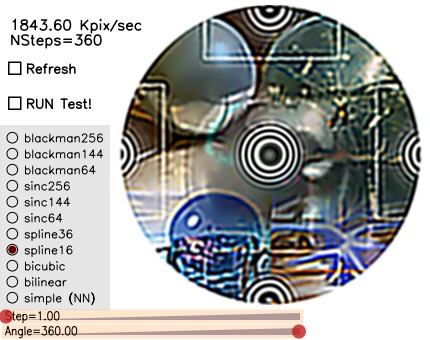 1843.60 Kpix/sec
NSteps=360
Refresh
RUN Test!
blackman256
blackman144
blackman64
sinc256
sinc144
sinc64
spline36
spline16
bicubic
bilinear
simple (NN)
Step=1.00
Angle=360.00